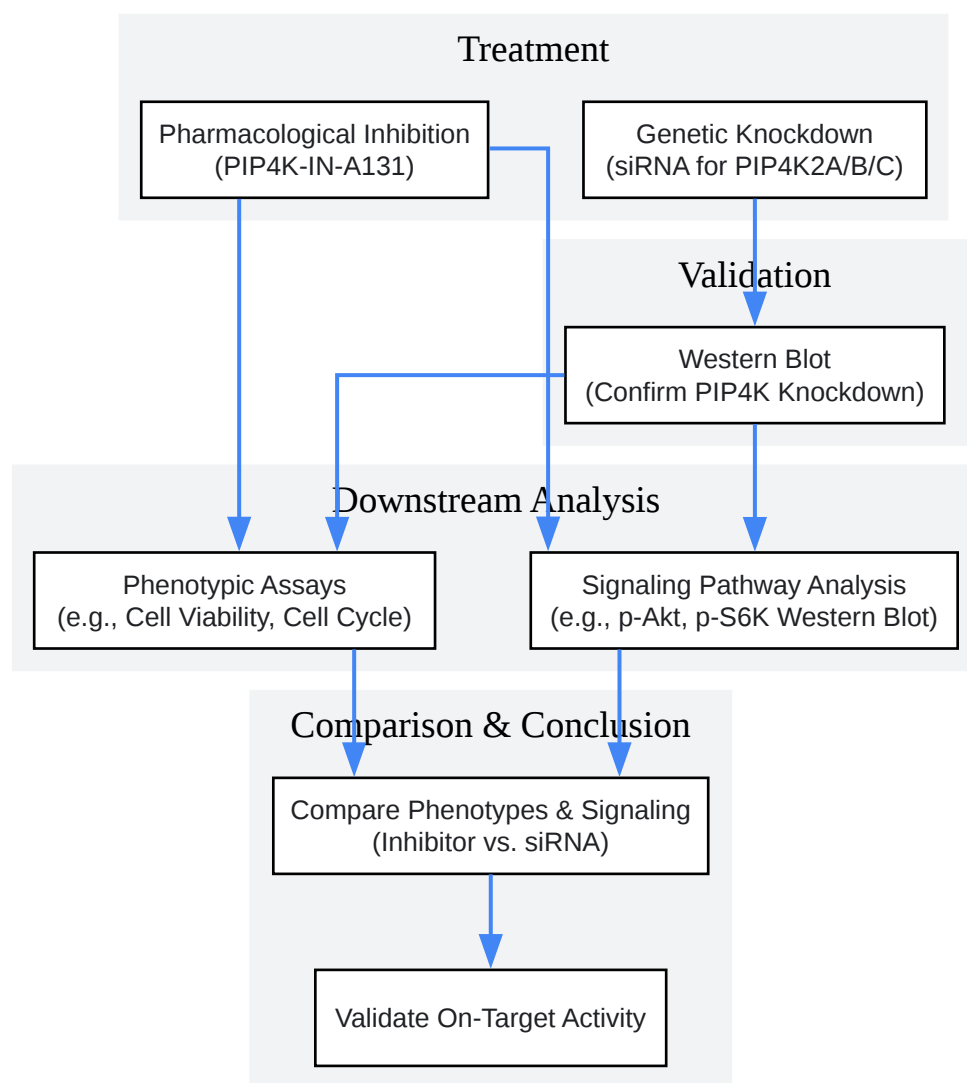 Treatment
Pharmacological Inhibition
(PIP4K-IN-A131)
Genetic Knockdown
(siRNA for PIP4K2A/B/C)
Validation
Western Blot
(Confirm PIP4K Knockdown)
Downstream Analysis
Phenotypic Assays
(e.g., Cell Viability, Cell Cycle)
Signaling Pathway Analysis
(e.g., p-Akt, p-S6K Western Blot)
Comparison & Conclusion
Compare Phenotypes & Signaling
(Inhibitor vs. siRNA)
Validate On-Target Activity